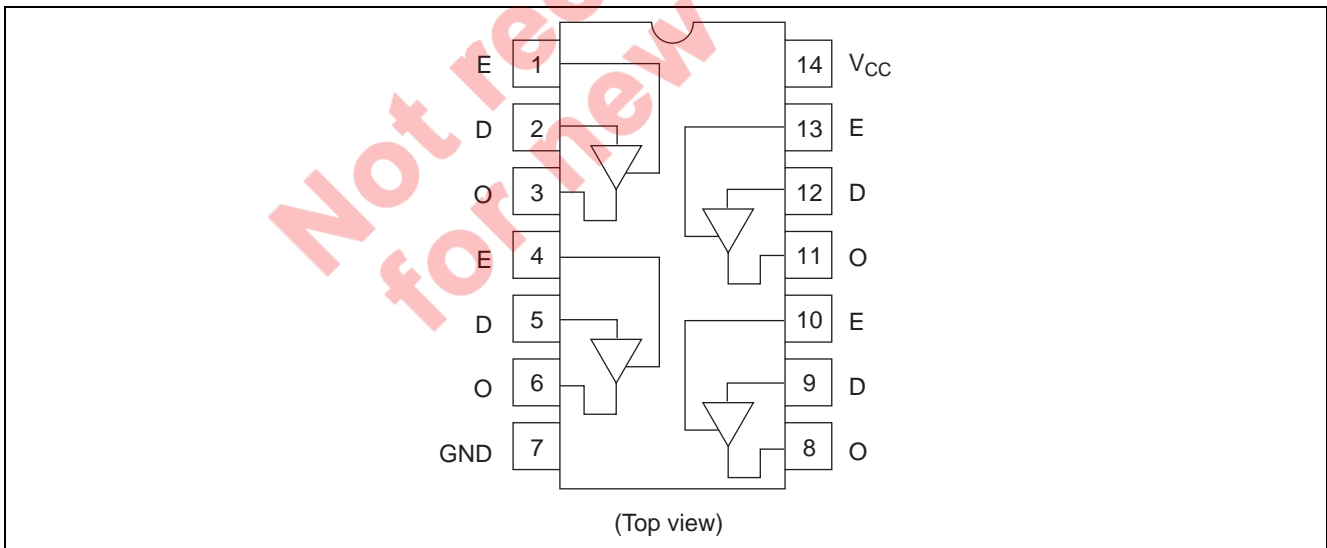 Not rec
for new
E 1
D 2
O 3
E 4
D 5
O 6
GND 7
14 VCC
13 E
12 D
11 O
10 E
9 D
8 O
(Top view)